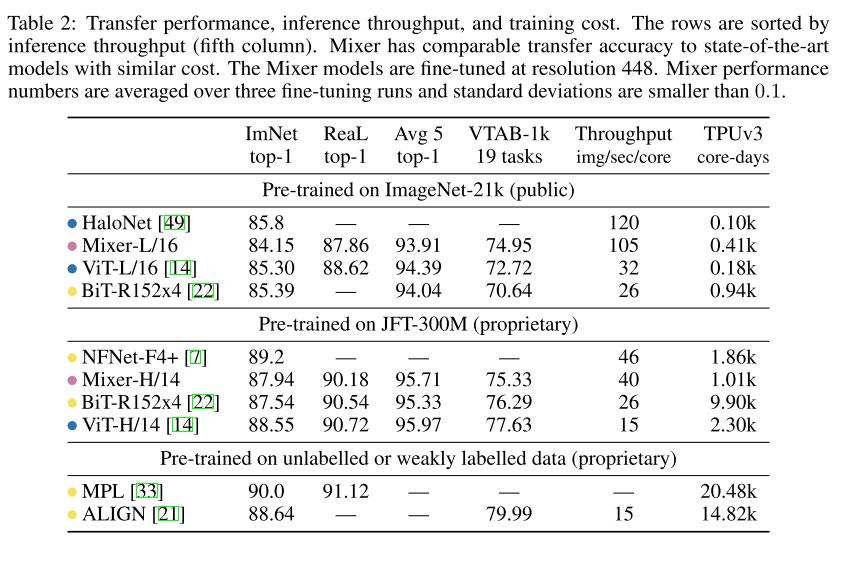 Table 2: Transfer performance, inference throughput, and training cost. The rows are sorted by
inference throughput (fifth column). Mixer has comparable transfer accuracy to state-of-the-art
models with similar cost. The Mixer models are fine-tuned at resolution 448. Mixer performance
numbers are averaged over three fine-tuning runs and standard deviations are smaller than 0.1.
ImNet ReaL Avg 5 VTAB-1k Throughput TPUv3
top-1 top-1 top-1 19 tasks img/sec/core core-days
Pre-trained on ImageNet-21k (public)
● HaloNet [49] 85.8 — — — 120 0.10k
● Mixer-L/16 84.15 87.86 93.91 74.95 105 0.41k
● ViT-L/16 [14] 85.30 88.62 94.39 72.72 32 0.18k
● BiT-R152x4 [22] 85.39 — 94.04 70.64 26 0.94k
Pre-trained on JFT-300M (proprietary)
● NFNet-F4+ [7] 89.2 — — — 46 1.86k
● Mixer-H/14 87.94 90.18 95.71 75.33 40 1.01k
● BiT-R152x4 [22] 87.54 90.54 95.33 76.29 26 9.90k
● ViT-H/14 [14] 88.55 90.72 95.97 77.63 15 2.30k
Pre-trained on unlabelled or weakly labelled data (proprietary)
● MPL [33] 90.0 91.12 — — — 20.48k
● ALIGN [21] 88.64 — — 79.99 15 14.82k